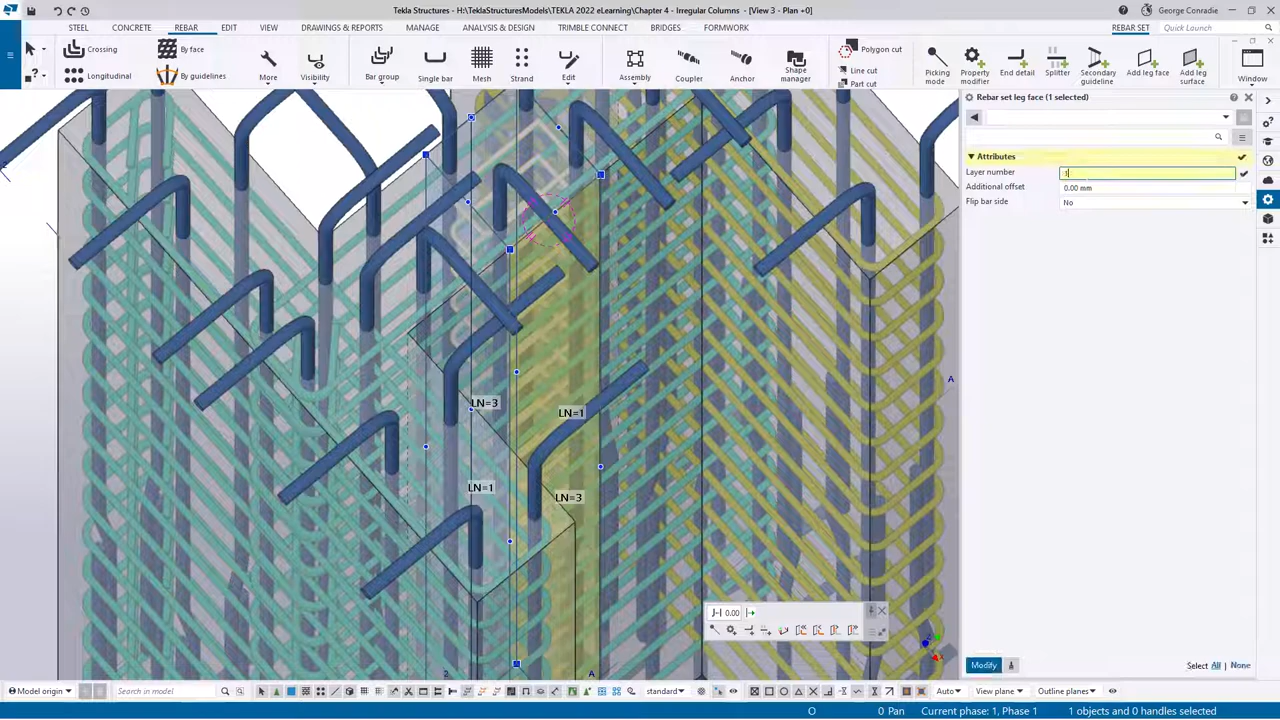 Tekla Structures - H:\TeklaStructuresModels\TEKLA 2022 eLearning\Chapter 4 - Irregular Columns - [View 3 - Plan +0]
George Conradie
STEEL CONCRETE REBAR EDIT VIEW DRAWINGS & REPORTS MANAGE ANALYSIS & DESIGN TRIMBLE CONNECT BRIDGES FORMWORK REBAR SET Quick Launch
Crossing
By face
Polygon cut
Longitudinal
By guidelines
More
Visibility
Bar group
Single bar
Mesh
Strand
Edit
Assembly
Coupler
Anchor
Shape manager
Line cut
Part cut
Picking mode
Property modifier
End detail
Splitter
Secondary guideline
Add leg face
Add leg surface
Window
Rebar set leg face (1 selected)
Attributes
Layer number 1
Additional offset 0.00 mm
Flip bar side No
LN=3
LN=1
LN=1
LN=3
A
2
A
0.00
Modify
Select All None
Model origin
Search in model
standard
Auto
View plane
Outline planes
O
0 Pan
Current phase: 1, Phase 1
1 objects and 0 handles selected